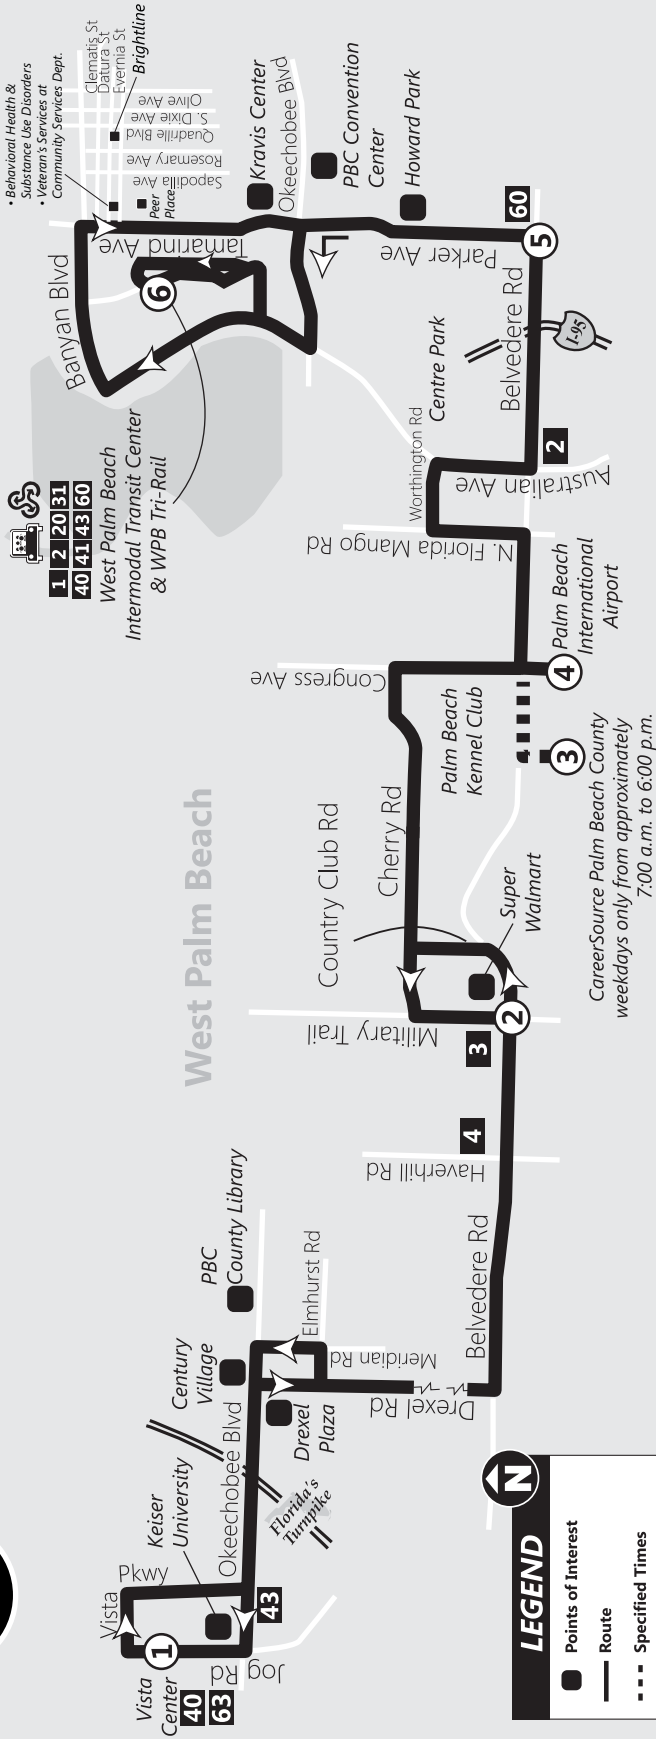 • Behavioral Health &
Substance Use Disorders
• Veteran's Services at
Community Services Dept.
Clematis St
Datura St
Evernia St
Brightline
Olive Ave
S. Dixie Ave
Quadrille Blvd
Rosemary Ave
Sapodilla Ave
Peer
Place
Kravis Center
Okeechobee Blvd
PBC Convention
Center
Howard Park
Banyan Blvd
Tamarind Ave
6
Parker Ave
60
5
Belvedere Rd
I-95
Centre Park
2
Australian Ave
Worthington Rd
N. Florida Mango Rd
1 2 20 31
40 41 43 60
West Palm Beach
Intermodal Transit Center
& WPB Tri-Rail
Palm Beach
International
Airport
4
Congress Ave
Palm Beach
Kennel Club
3
CareerSource Palm Beach County
weekdays only from approximately
7:00 a.m. to 6:00 p.m.
West Palm Beach
Country Club Rd
Cherry Rd
Super
Walmart
2
Military Trail
3
4
Haverhill Rd
Belvedere Rd
PBC
County Library
Elmhurst Rd
Meridian Rd
Century
Village
Drexel Rd
Drexel
Plaza
Okeechobee Blvd
Florida's
Turnpike
Keiser
University
Vista
Pkwy
43
1
Jog Rd
Vista
Center
40
63
N
LEGEND
Points of Interest
Route
Specified Times